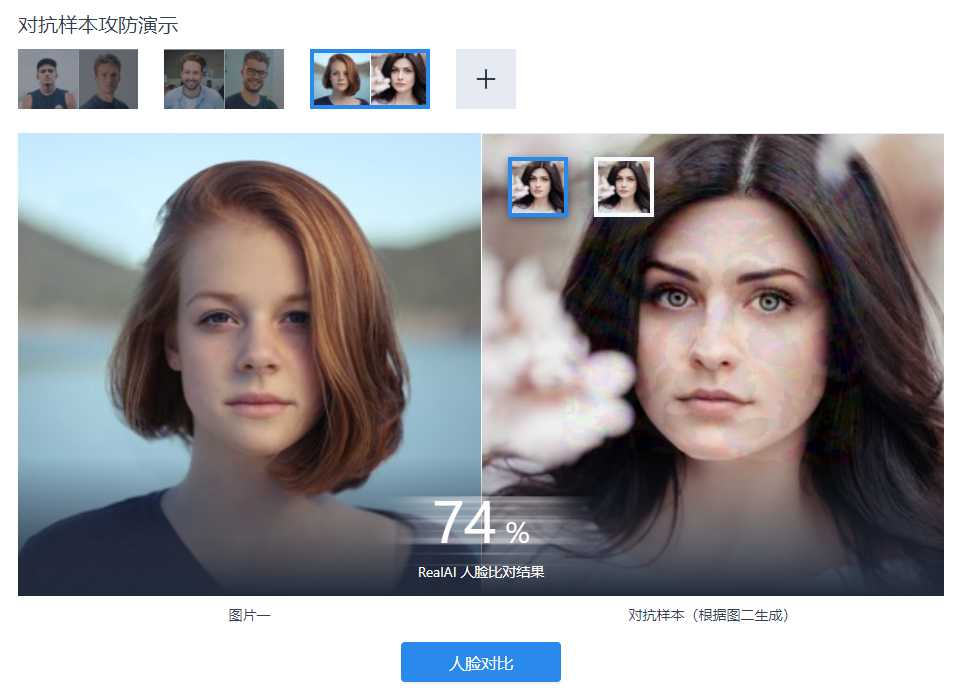 对抗样本攻防演示
74 %
RealAI 人脸比对结果
图片一
对抗样本（根据图二生成）
人脸对比